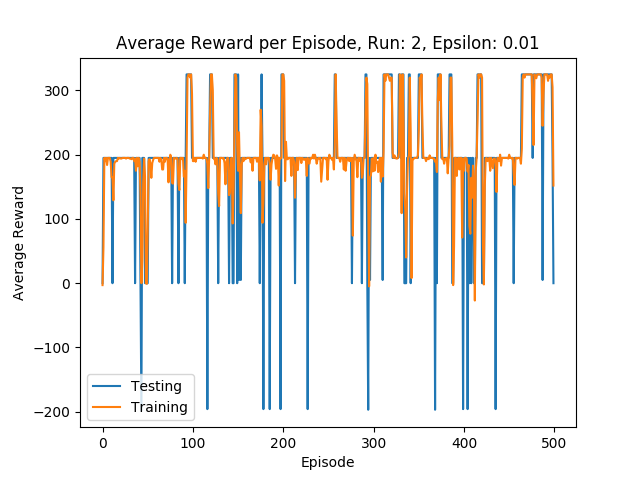 Average Reward per Episode, Run: 2, Epsilon: 0.01
300
200
100
0
−100
−200
Average Reward
Testing
Training
0 100 200 300 400 500
Episode